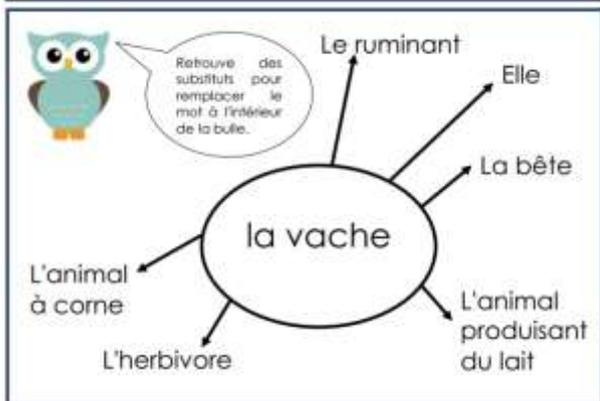 Retrouve des
substituts pour
remplacer le
mot à l'intérieur
de la bulle.
Le ruminant
Elle
La bête
la vache
L'animal
à corne
L'herbivore
L'animal
produisant
du lait